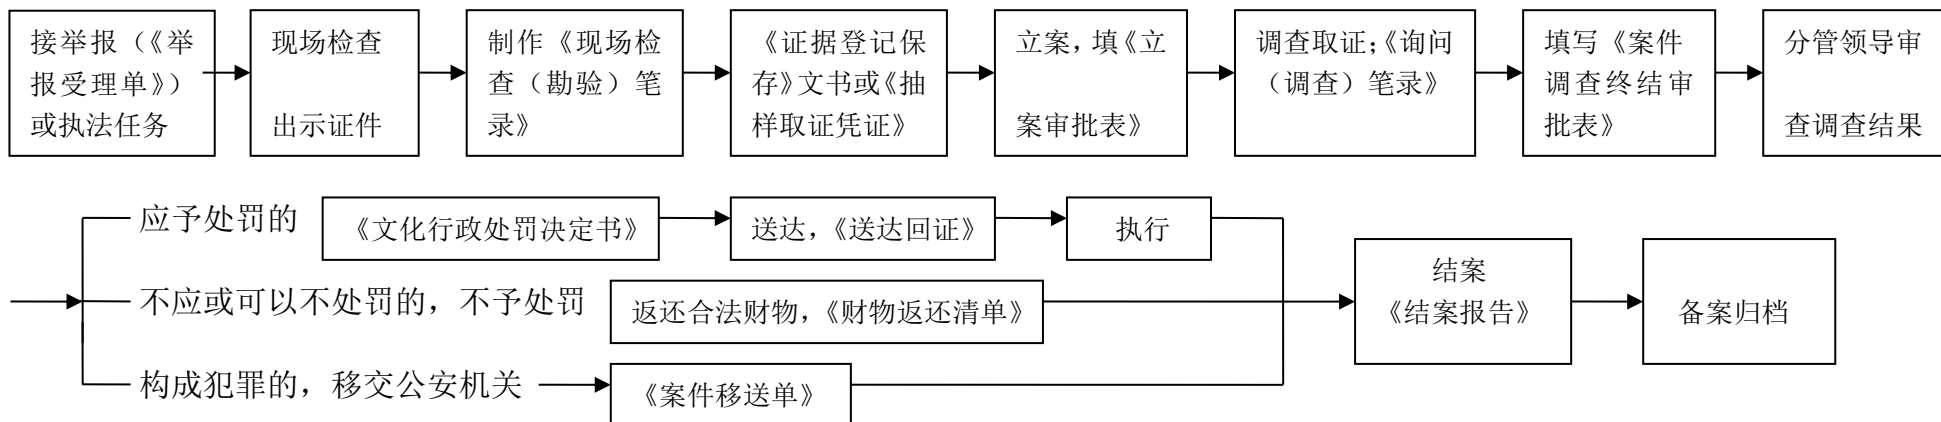 接举报（《举
报受理单》）
或执法任务
现场检查
出示证件
制作《现场检
查（勘验）笔
录》
《证据登记保
存》文书或《抽
样取证凭证》
立案，填《立
案审批表》
调查取证；《询问
（调查）笔录》
填写《案件
调查终结审
批表》
分管领导审
查调查结果
应予处罚的
《文化行政处罚决定书》
送达，《送达回证》
执行
不应或可以不处罚的，不予处罚
返还合法财物，《财物返还清单》
构成犯罪的，移交公安机关
《案件移送单》
结案
《结案报告》
备案归档